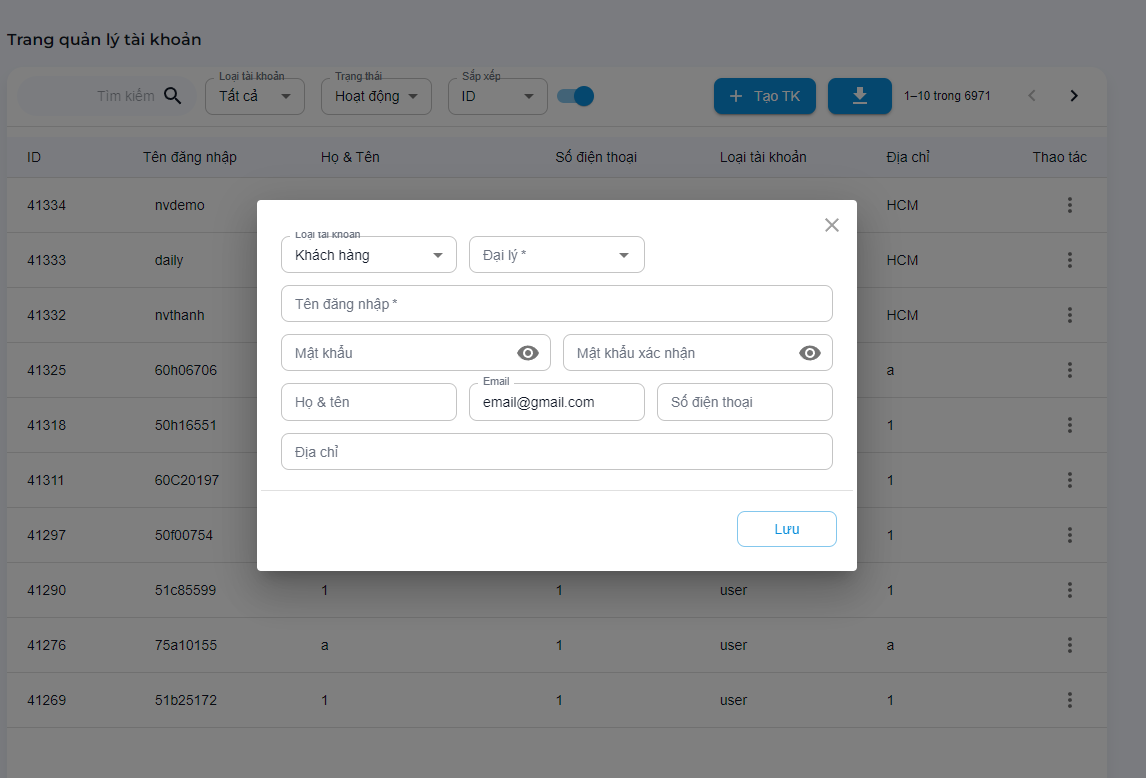 Trang quản lý tài khoản
Loại tài khoản Trạng thái Sắp xếp
Tìm kiếm Tất cả Hoạt động ID + Tạo TK 1–10 trong 6971
ID Tên đăng nhập Họ & Tên Số điện thoại Loại tài khoản Địa chỉ Thao tác
41334 nvdemo HCM
41333 daily HCM
41332 nvthanh HCM
41325 60h06706 a
41318 50h16551 1
41311 60C20197 1
41297 50f00754 1
41290 51c85599 1 1 user 1
41276 75a10155 a 1 user a
41269 51b25172 1 1 user 1
Loại tài khoản
Khách hàng Đại lý *
Tên đăng nhập *
Mật khẩu Mật khẩu xác nhận
Email
Họ & tên email@gmail.com Số điện thoại
Địa chỉ
Lưu